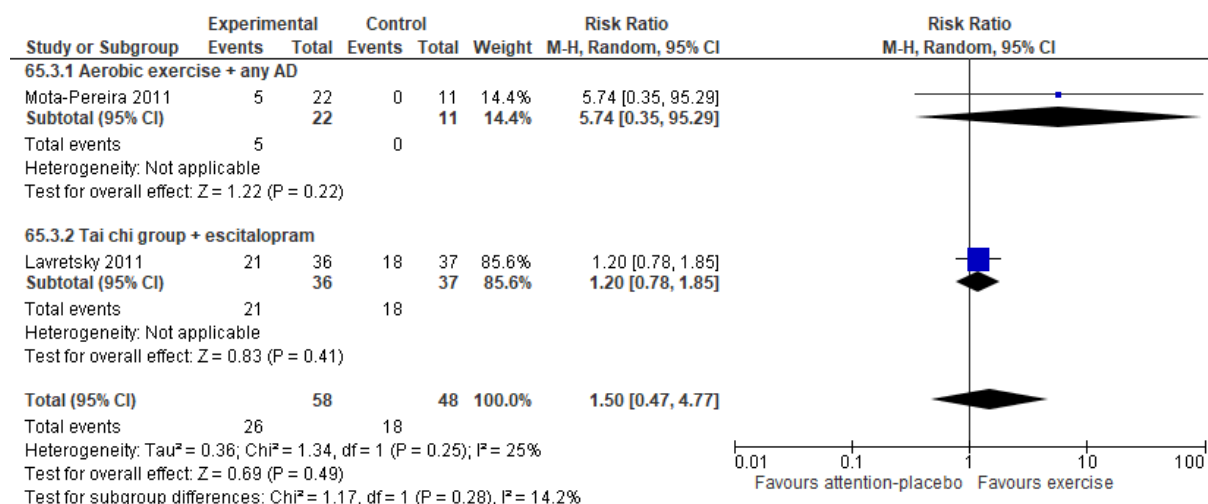 Experimental Control Risk Ratio Risk Ratio
Study or Subgroup Events Total Events Total Weight M-H, Random, 95% CI M-H, Random, 95% CI
65.3.1 Aerobic exercise + any AD
Mota-Pereira 2011 5 22 0 11 14.4% 5.74 [0.35, 95.29]
Subtotal (95% CI) 22 11 14.4% 5.74 [0.35, 95.29]
Total events 5 0
Heterogeneity: Not applicable
Test for overall effect: Z = 1.22 (P = 0.22)
65.3.2 Tai chi group + escitalopram
Lavretsky 2011 21 36 18 37 85.6% 1.20 [0.78, 1.85]
Subtotal (95% CI) 36 37 85.6% 1.20 [0.78, 1.85]
Total events 21 18
Heterogeneity: Not applicable
Test for overall effect: Z = 0.83 (P = 0.41)
Total (95% CI) 58 48 100.0% 1.50 [0.47, 4.77]
Total events 26 18
Heterogeneity: Tau² = 0.36; Chi² = 1.34, df = 1 (P = 0.25); I² = 25%
Test for overall effect: Z = 0.69 (P = 0.49)
Test for subgroup differences: Chi² = 1.17, df = 1 (P = 0.28), I² = 14.2%
0.01 0.1 1 10 100
Favours attention-placebo Favours exercise